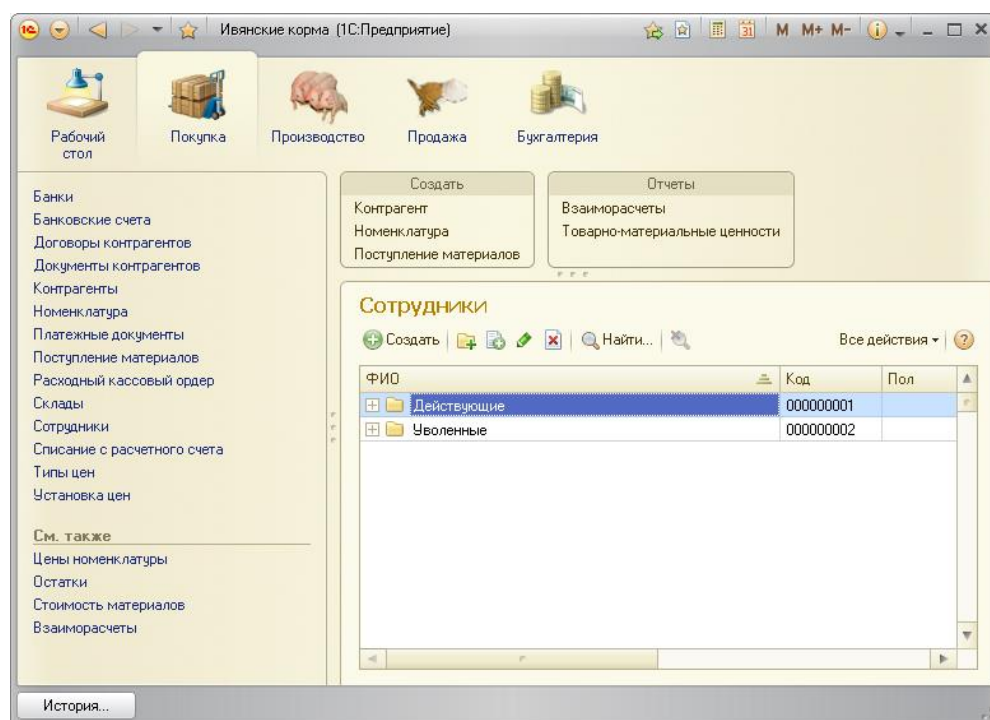 Ивянские корма (1С:Предприятие)
31 M M+ M-
Рабочий стол
Покупка
Производство
Продажа
Бухгалтерия
Банки
Банковские счета
Договоры контрагентов
Документы контрагентов
Контрагенты
Номенклатура
Платежные документы
Поступление материалов
Расходный кассовый ордер
Склады
Сотрудники
Списание с расчетного счета
Типы цен
Установка цен
См. также
Цены номенклатуры
Остатки
Стоимость материалов
Взаиморасчеты
Создать
Контрагент
Номенклатура
Поступление материалов
Отчеты
Взаиморасчеты
Товарно-материальные ценности
Сотрудники
Создать Найти... Все действия
ФИО Код Пол
Действующие 000000001
Уволенные 000000002
История...